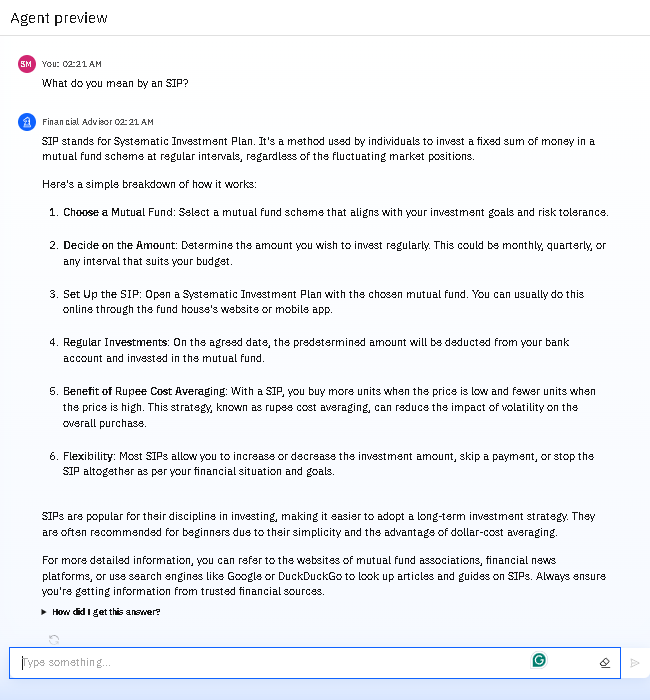 Agent preview
SM You: 02:21 AM
What do you mean by an SIP?
Financial Advisor 02:21 AM
SIP stands for Systematic Investment Plan. It's a method used by individuals to invest a fixed sum of money in a
mutual fund scheme at regular intervals, regardless of the fluctuating market positions.
Here's a simple breakdown of how it works:
1. Choose a Mutual Fund: Select a mutual fund scheme that aligns with your investment goals and risk tolerance.
2. Decide on the Amount: Determine the amount you wish to invest regularly. This could be monthly, quarterly, or
any interval that suits your budget.
3. Set Up the SIP: Open a Systematic Investment Plan with the chosen mutual fund. You can usually do this
online through the fund house's website or mobile app.
4. Regular Investments: On the agreed date, the predetermined amount will be deducted from your bank
account and invested in the mutual fund.
5. Benefit of Rupee Cost Averaging: With a SIP, you buy more units when the price is low and fewer units when
the price is high. This strategy, known as rupee cost averaging, can reduce the impact of volatility on the
overall purchase.
6. Flexibility: Most SIPs allow you to increase or decrease the investment amount, skip a payment, or stop the
SIP altogether as per your financial situation and goals.
SIPs are popular for their discipline in investing, making it easier to adopt a long-term investment strategy. They
are often recommended for beginners due to their simplicity and the advantage of dollar-cost averaging.
For more detailed information, you can refer to the websites of mutual fund associations, financial news
platforms, or use search engines like Google or DuckDuckGo to look up articles and guides on SIPs. Always ensure
you're getting information from trusted financial sources.
How did I get this answer?
Type something...